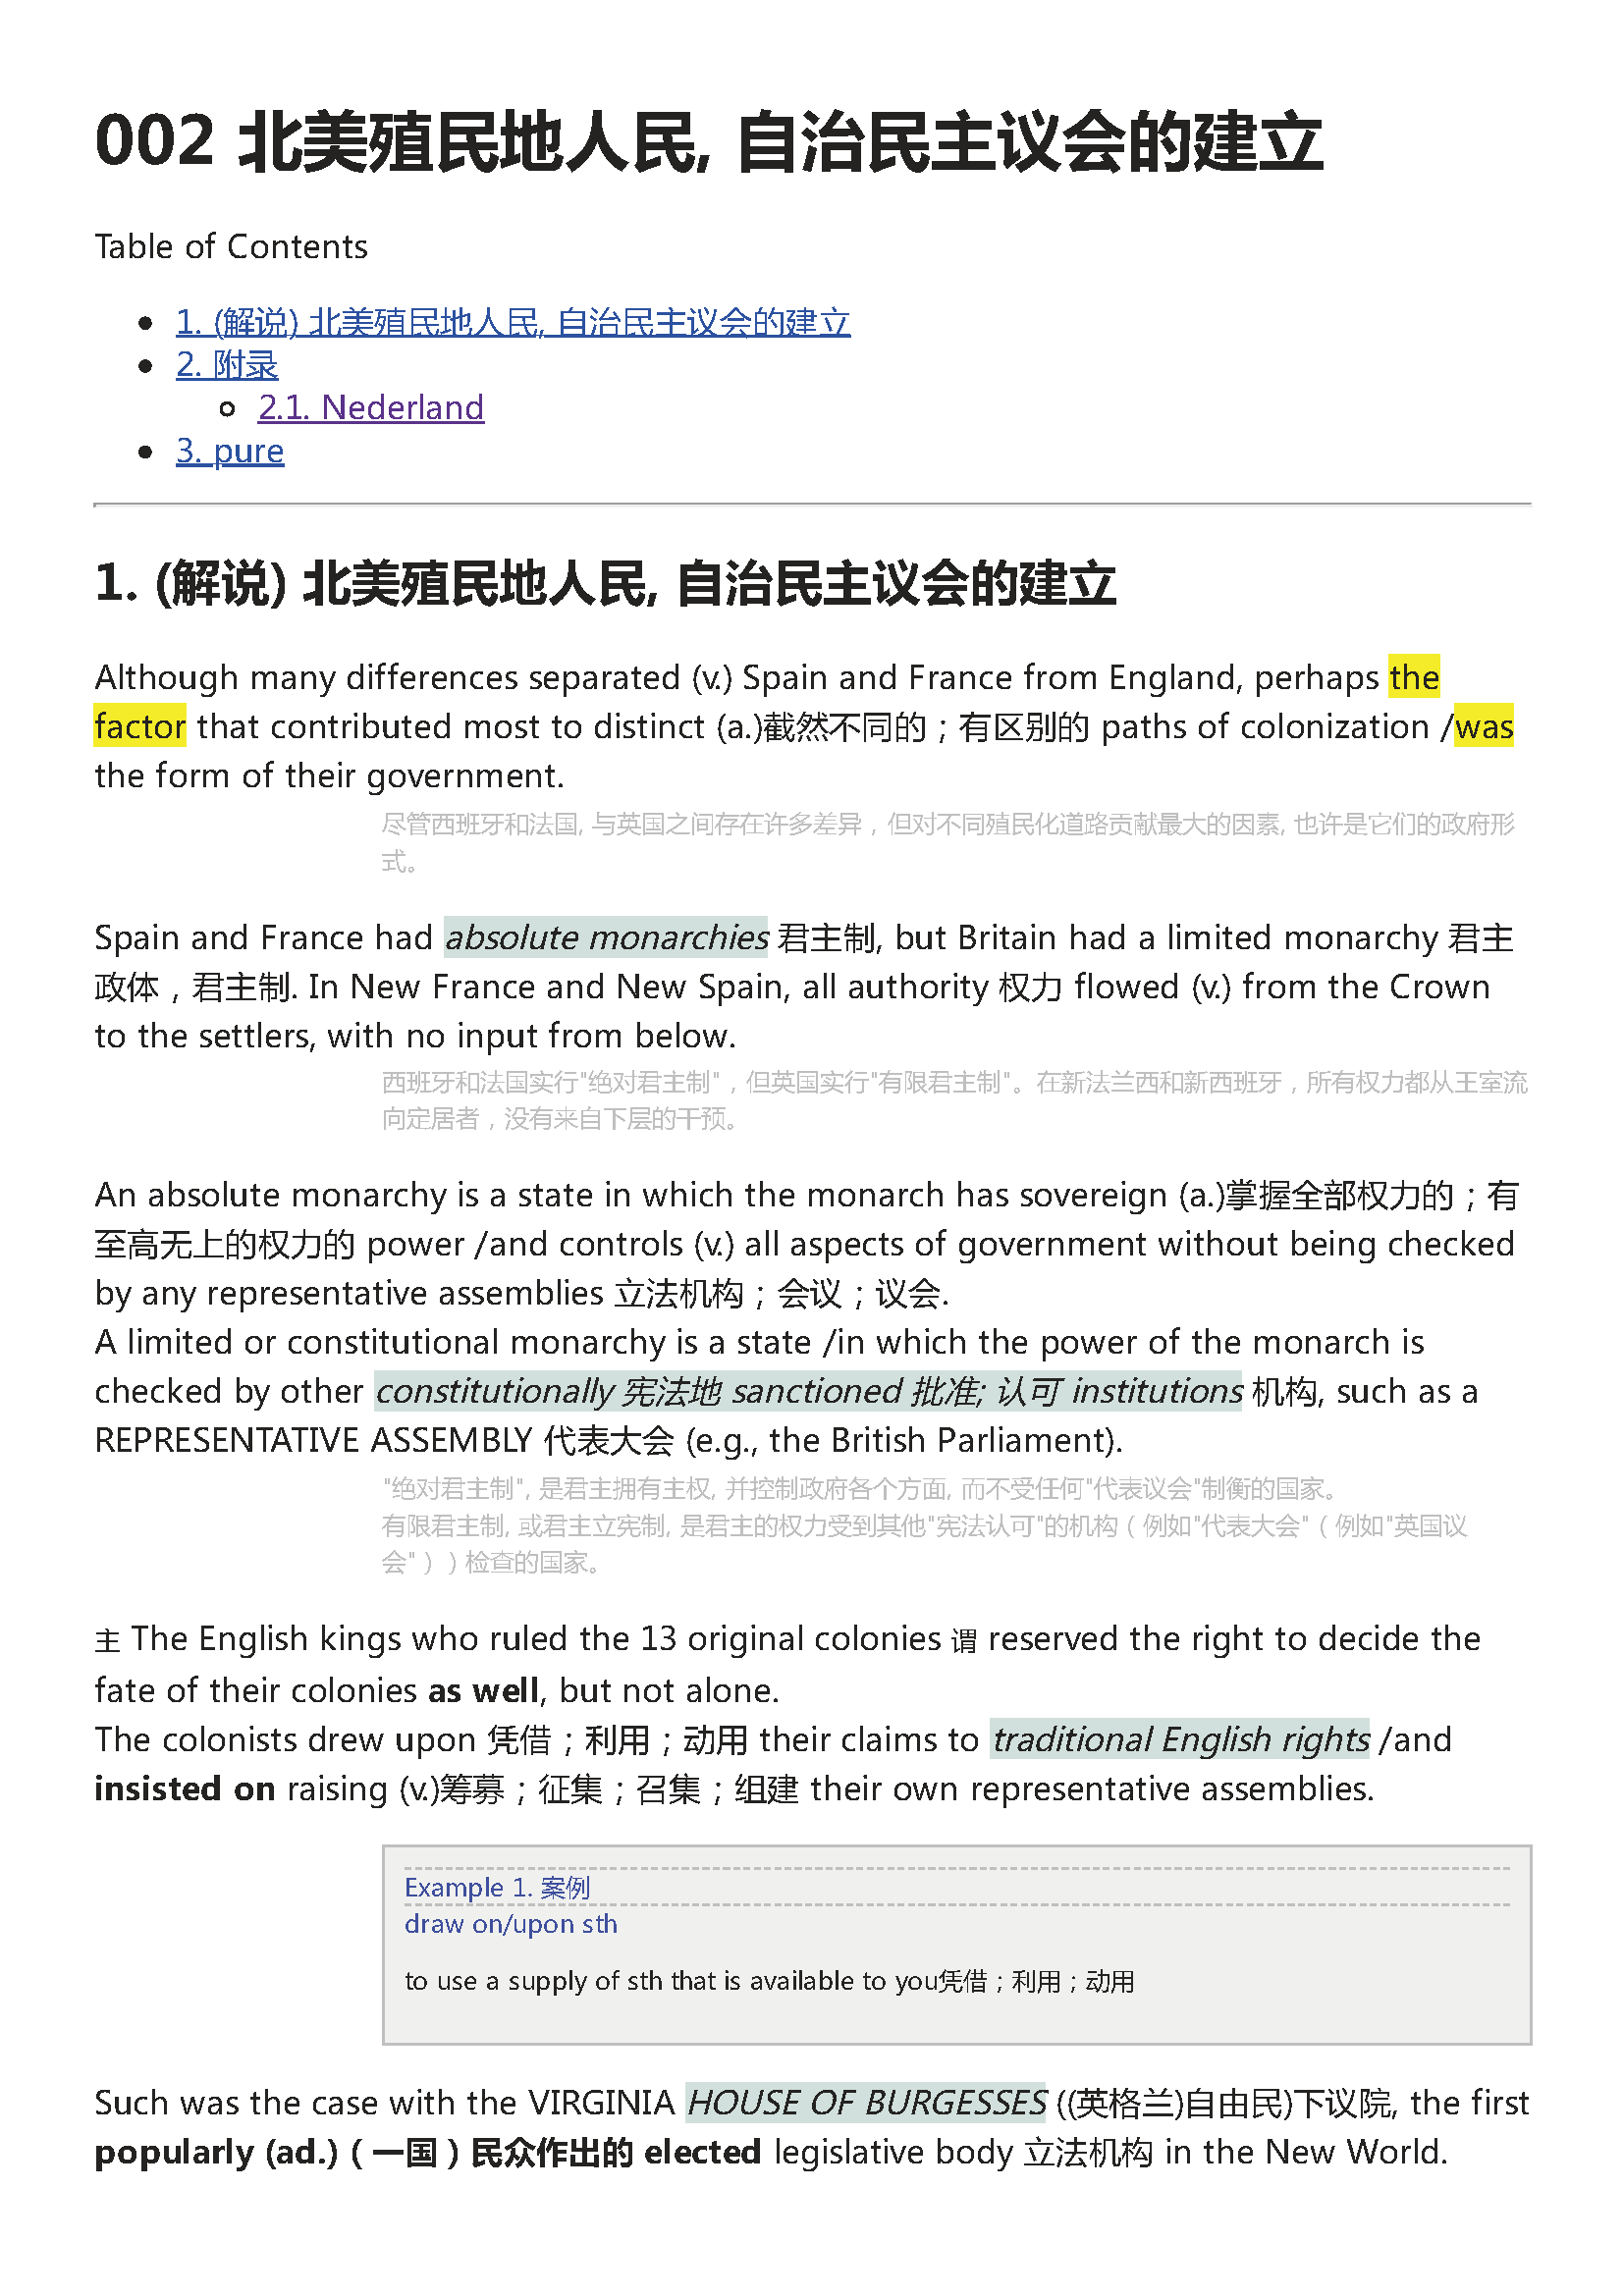 002 北美殖民地人民, 自治民主议会的建立
Table of Contents
1. (解说) 北美殖民地人民, 自治民主议会的建立
2. 附录
2.1. Nederland
3. pure
1. (解说) 北美殖民地人民, 自治民主议会的建立
Although many differences separated (v.) Spain and France from England, perhaps the
factor that contributed most to distinct (a.)截然不同的；有区别的 paths of colonization /was
the form of their government.
尽管西班牙和法国, 与英国之间存在许多差异，但对不同殖民化道路贡献最大的因素, 也许是它们的政府形
式。
Spain and France had absolute monarchies 君主制, but Britain had a limited monarchy 君主
政体，君主制. In New France and New Spain, all authority 权力 flowed (v.) from the Crown
to the settlers, with no input from below.
西班牙和法国实行"绝对君主制"，但英国实行"有限君主制"。在新法兰西和新西班牙，所有权力都从王室流
向定居者，没有来自下层的干预。
An absolute monarchy is a state in which the monarch has sovereign (a.)掌握全部权力的；有
至高无上的权力的 power /and controls (v.) all aspects of government without being checked
by any representative assemblies 立法机构；会议；议会.
A limited or constitutional monarchy is a state /in which the power of the monarch is
checked by other constitutionally 宪法地 sanctioned 批准; 认可 institutions 机构, such as a
REPRESENTATIVE ASSEMBLY 代表大会 (e.g., the British Parliament).
"绝对君主制", 是君主拥有主权, 并控制政府各个方面, 而不受任何"代表议会"制衡的国家。
有限君主制, 或君主立宪制, 是君主的权力受到其他"宪法认可"的机构（例如"代表大会"（例如"英国议
会"））检查的国家。
主 The English kings who ruled the 13 original colonies 谓 reserved the right to decide the
fate of their colonies as well, but not alone.
The colonists drew upon 凭借；利用；动用 their claims to traditional English rights /and
insisted on raising (v.)筹募；征集；召集；组建 their own representative assemblies.
Example 1. 案例
draw on/upon sth
to use a supply of sth that is available to you凭借；利用；动用
Such was the case with the VIRGINIA HOUSE OF BURGESSES ((英格兰)自由民)下议院, the first
popularly (ad.)（一国）民众作出的 elected legislative body 立法机构 in the New World.